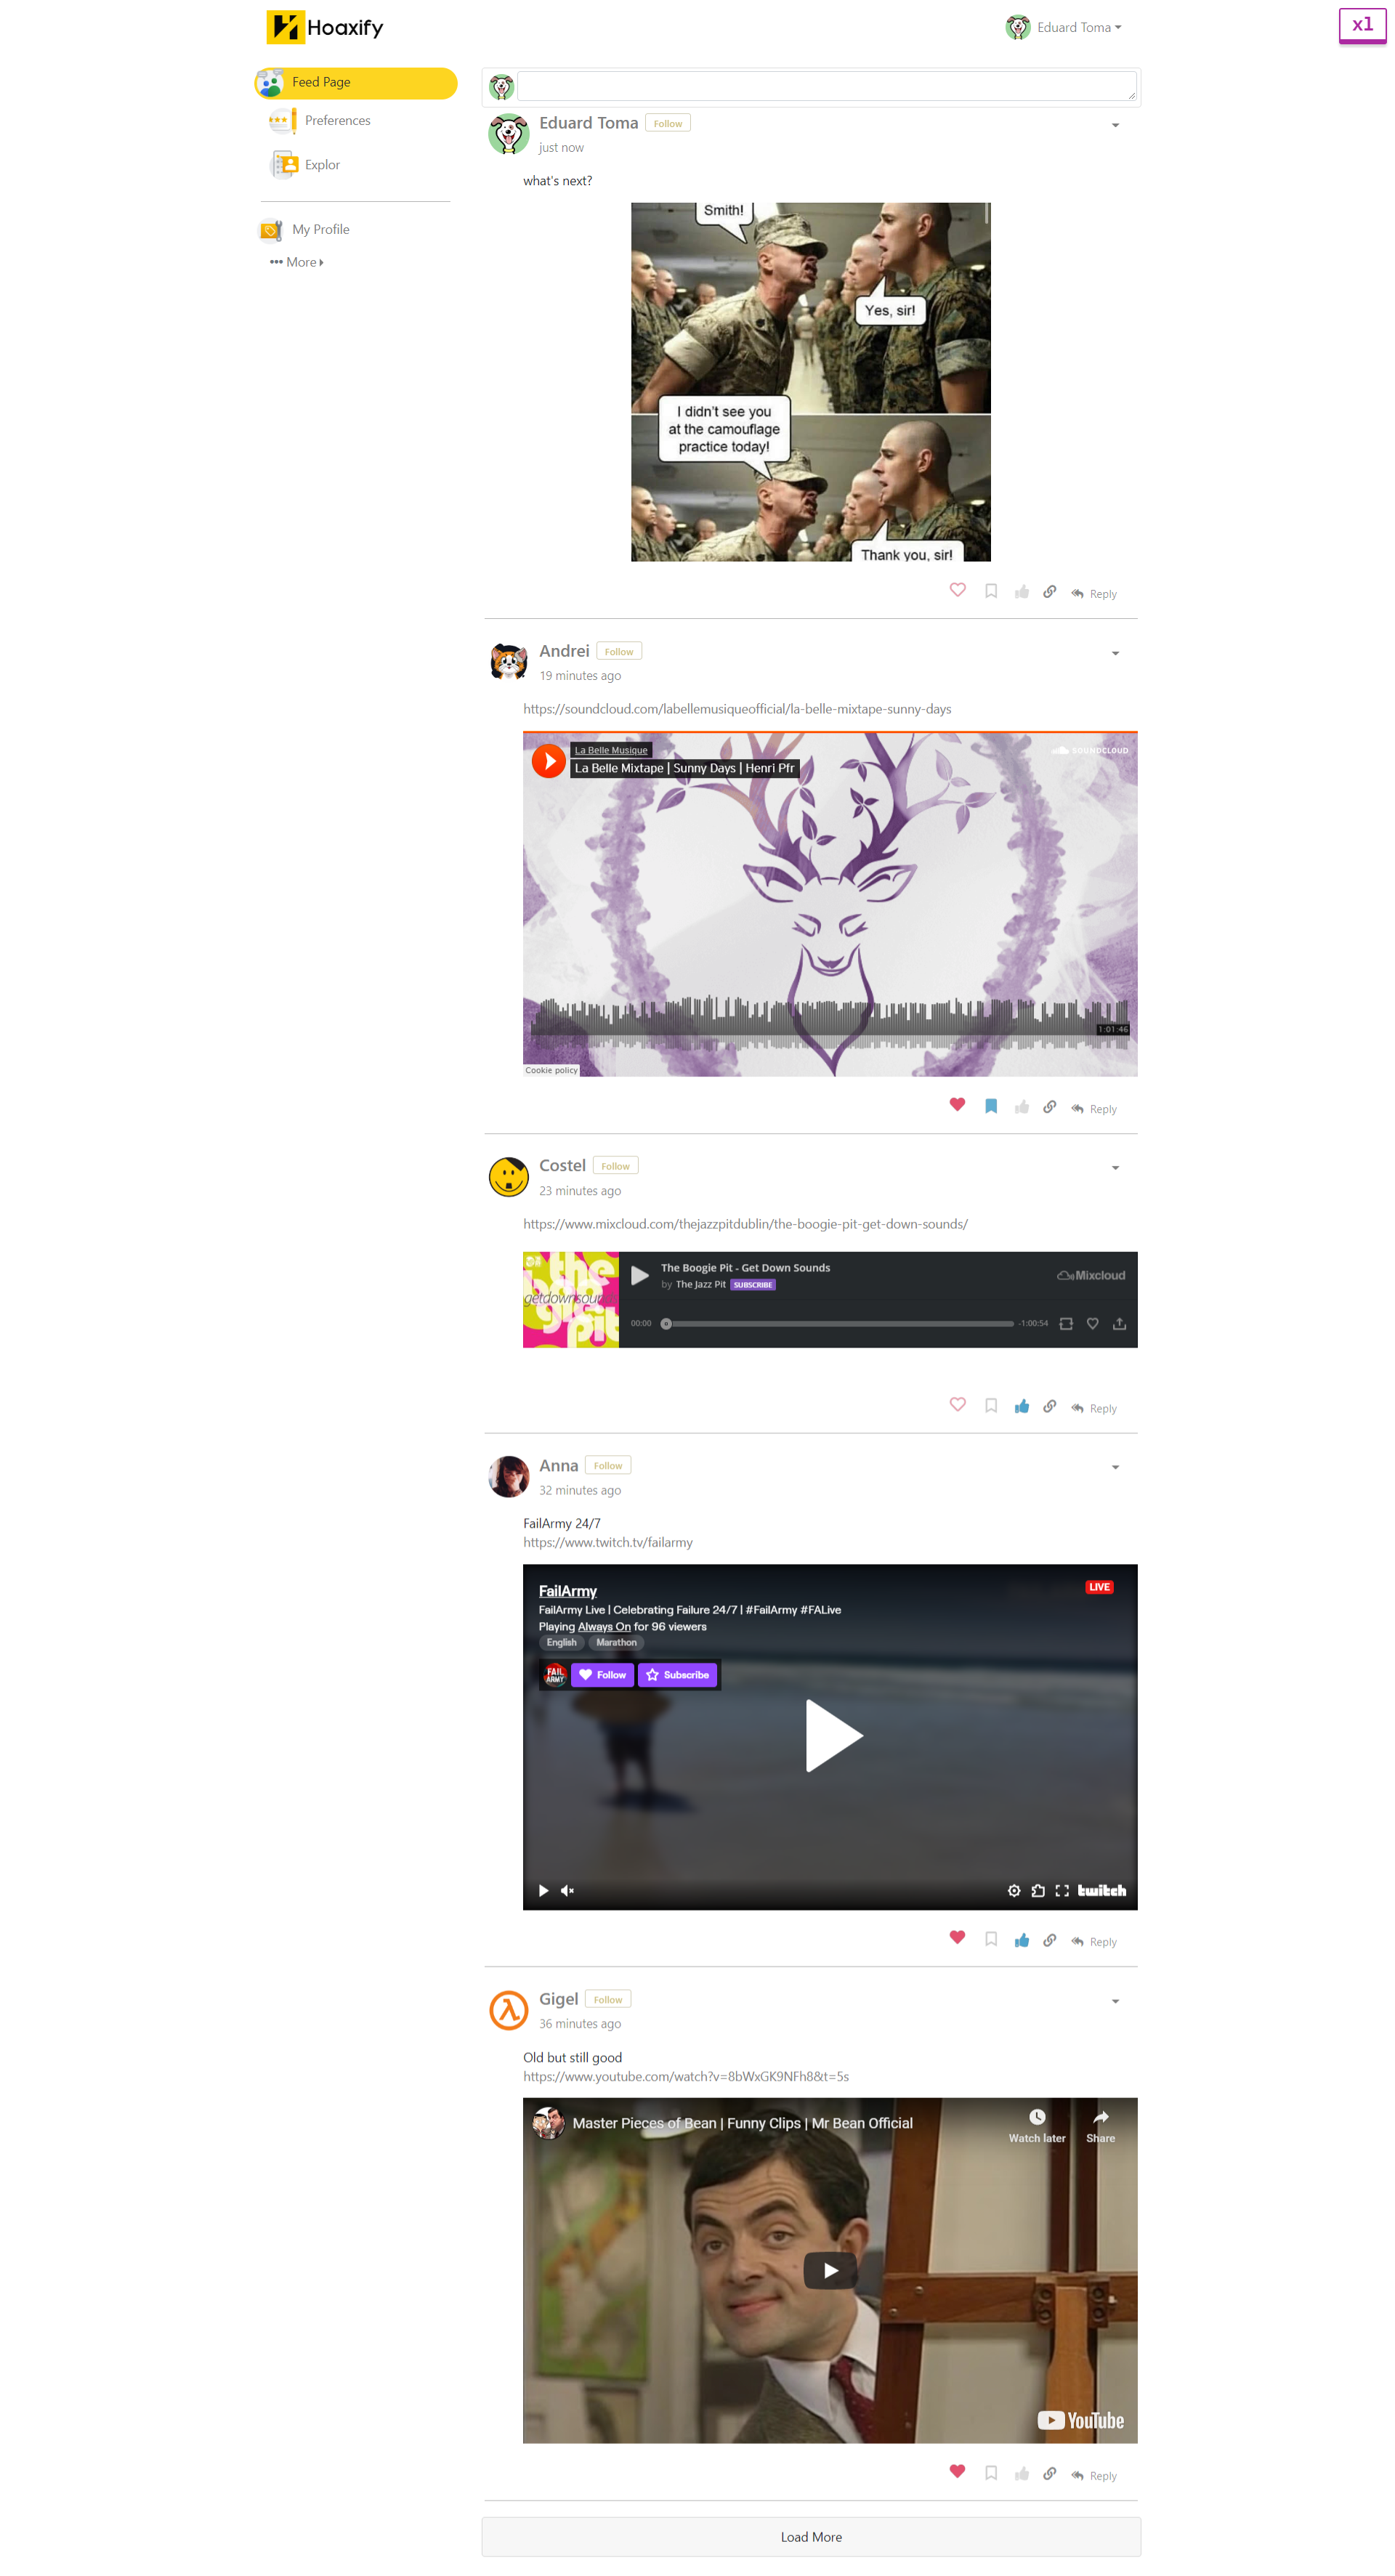 Hoaxify
Eduard Toma
x1
Feed Page
Preferences
Explor
My Profile
••• More
Eduard Toma Follow
just now
what's next?
Smith!
Yes, sir!
I didn't see you
at the camouflage
practice today!
Thank you, sir!
Reply
Andrei Follow
19 minutes ago
https://soundcloud.com/labellemusiqueofficial/la-belle-mixtape-sunny-days
La Belle Musique
SOUNDCLOUD
La Belle Mixtape | Sunny Days | Henri Pfr
1:01:46
Cookie policy
Reply
Costel Follow
23 minutes ago
https://www.mixcloud.com/thejazzpitdublin/the-boogie-pit-get-down-sounds/
the
getdownsounds
pit
The Boogie Pit - Get Down Sounds
Mixcloud
by The Jazz Pit SUBSCRIBE
00:00
-1:00:54
Reply
Anna Follow
32 minutes ago
FailArmy 24/7
https://www.twitch.tv/failarmy
FailArmy
LIVE
FailArmy Live | Celebrating Failure 24/7 | #FailArmy #FALive
Playing Always On for 96 viewers
English Marathon
FAIL
ARMY
Follow Subscribe
twitch
Reply
Gigel Follow
36 minutes ago
Old but still good
https://www.youtube.com/watch?v=8bWxGK9NFh8&t=5s
Master Pieces of Bean | Funny Clips | Mr Bean Official
Watch later Share
YouTube
Reply
Load More